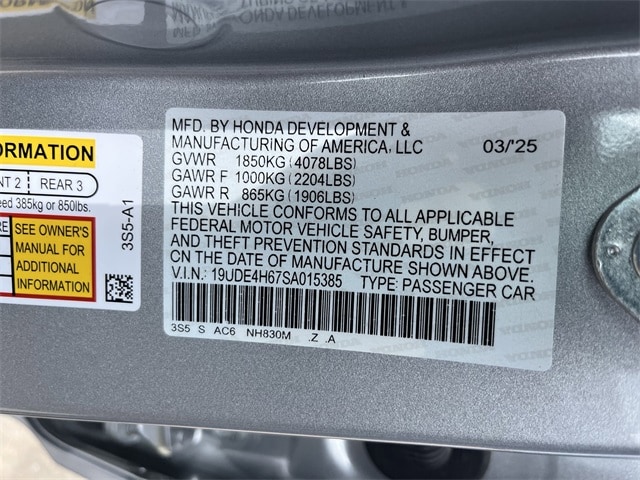 MFD. BY HONDA DEVELOPMENT &
MANUFACTURING OF AMERICA, LLC 03/'25
GVWR 1850KG (4078LBS)
GAWR F 1000KG (2204LBS)
GAWR R 865KG (1906LBS)
THIS VEHICLE CONFORMS TO ALL APPLICABLE
FEDERAL MOTOR VEHICLE SAFETY, BUMPER,
AND THEFT PREVENTION STANDARDS IN EFFECT
ON THE DATE OF MANUFACTURE SHOWN ABOVE.
V.I.N.: 19UDE4H67SA015385 TYPE: PASSENGER CAR
3S5 S AC6 NH830M .Z .A
ORMATION
NT 2 REAR 3
eed 385kg or 850lbs.
RE
SEE OWNER'S
MANUAL FOR
ADDITIONAL
INFORMATION
3S5-A1